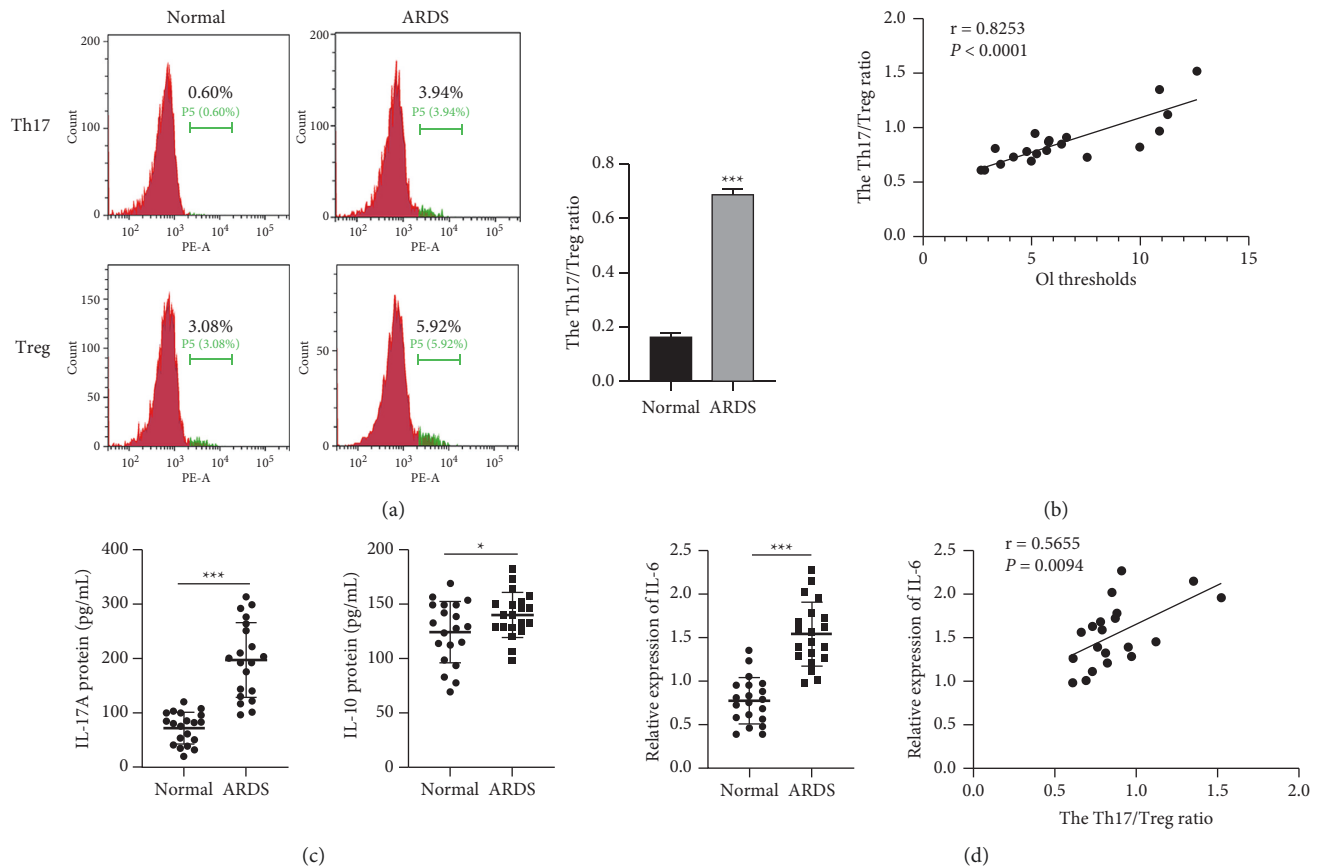 Normal
ARDS
Th17
200
100
0
Count
0.60%
P5 (0.60%)
10² 10³ 10⁴ 10⁵
PE-A
200
100
0
Count
3.94%
P5 (3.94%)
10² 10³ 10⁴ 10⁵
PE-A
Treg
150
100
50
0
Count
3.08%
P5 (3.08%)
10² 10³ 10⁴ 10⁵
PE-A
50
0
Count
5.92%
P5 (5.92%)
10² 10³ 10⁴ 10⁵
PE-A
The Th17/Treg ratio
0.8
0.6
0.4
0.2
0.0
***
Normal ARDS
(a)
The Th17/Treg ratio
2.0
1.5
1.0
0.5
0.0
r = 0.8253
P < 0.0001
0 5 10 15
OI thresholds
(b)
IL-17A protein (pg/mL)
400
300
200
100
0
***
Normal ARDS
IL-10 protein (pg/mL)
200
150
100
50
0
*
Normal ARDS
(c)
Relative expression of IL-6
2.5
2.0
1.5
1.0
0.5
0.0
***
Normal ARDS
Relative expression of IL-6
2.5
2.0
1.5
1.0
0.5
0.0
r = 0.5655
P = 0.0094
0.0 0.5 1.0 1.5 2.0
The Th17/Treg ratio
(d)